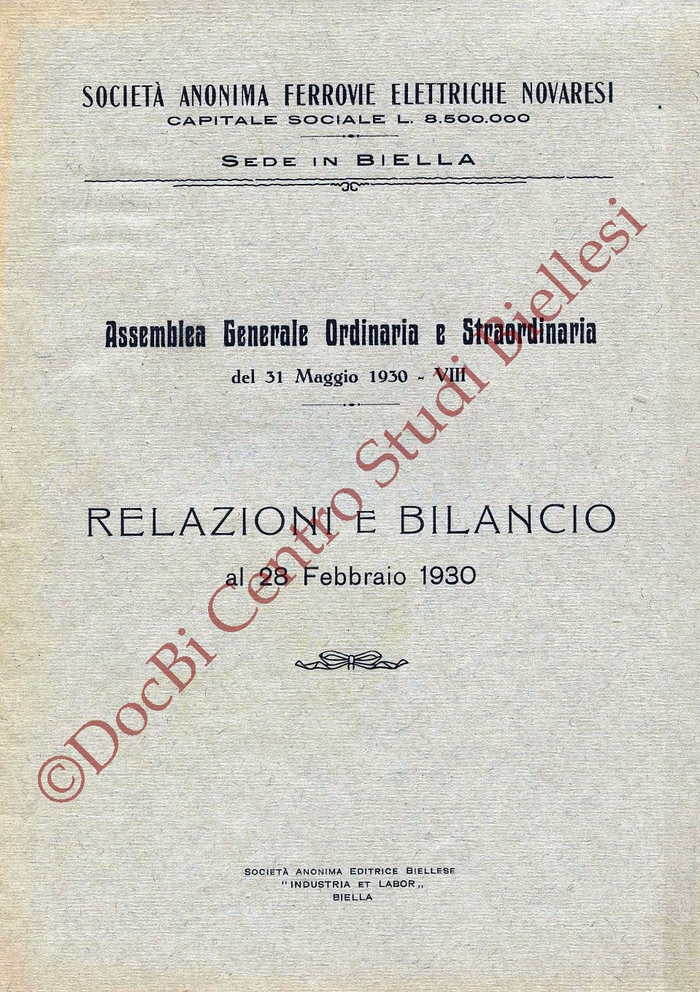 SOCIETÀ ANONIMA FERROVIE ELETTRICHE NOVARESI
CAPITALE SOCIALE L. 8.500.000
SEDE IN BIELLA
Assemblea Generale Ordinaria e Straordinaria
del 31 Maggio 1930 - VIII
RELAZIONI E BILANCIO
al 28 Febbraio 1930
©DocBi Centro Studi Biellesi
SOCIETÀ ANONIMA EDITRICE BIELLESE
"INDUSTRIA ET LABOR„
BIELLA